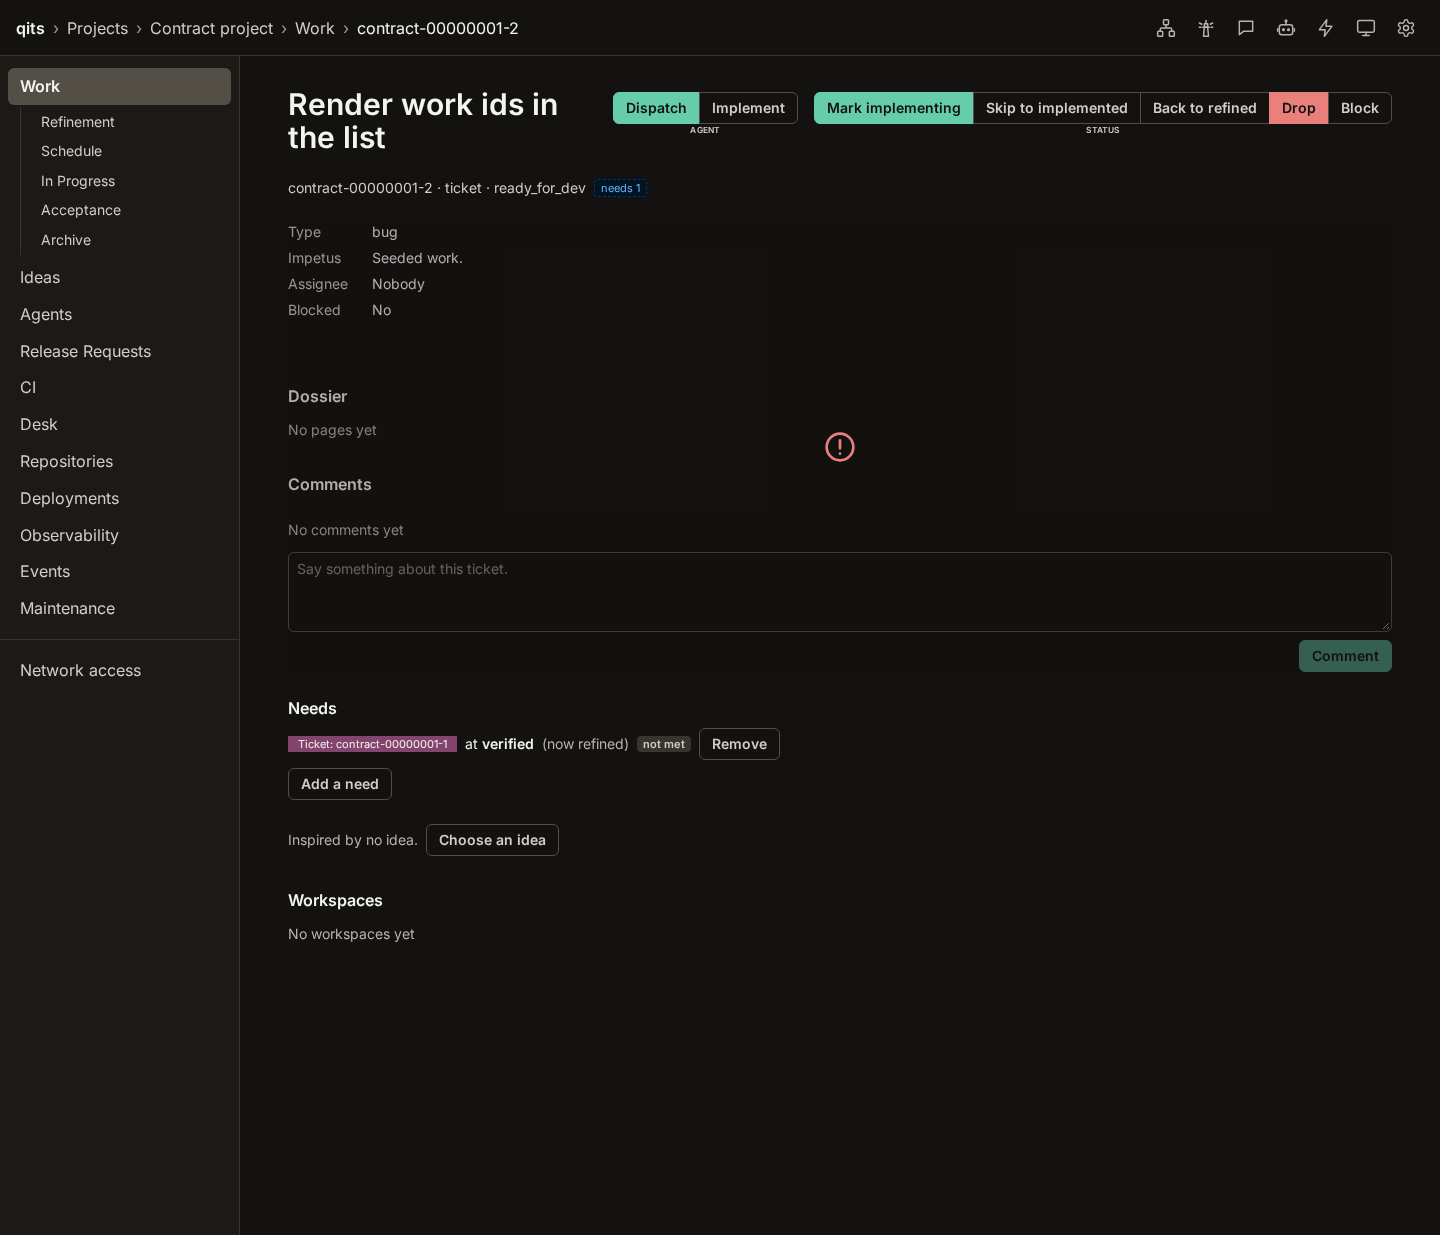 qits › Projects › Contract project › Work › contract-00000001-2
Work
Refinement
Schedule
In Progress
Acceptance
Archive
Ideas
Agents
Release Requests
CI
Desk
Repositories
Deployments
Observability
Events
Maintenance
Network access
Render work ids in
the list
Dispatch Implement
AGENT
Mark implementing Skip to implemented Back to refined Drop Block
STATUS
contract-00000001-2 · ticket · ready_for_dev needs 1
Type bug
Impetus Seeded work.
Assignee Nobody
Blocked No
Dossier
No pages yet
Comments
No comments yet
Say something about this ticket.
Comment
Needs
Ticket: contract-00000001-1 at verified (now refined) not met Remove
Add a need
Inspired by no idea. Choose an idea
Workspaces
No workspaces yet